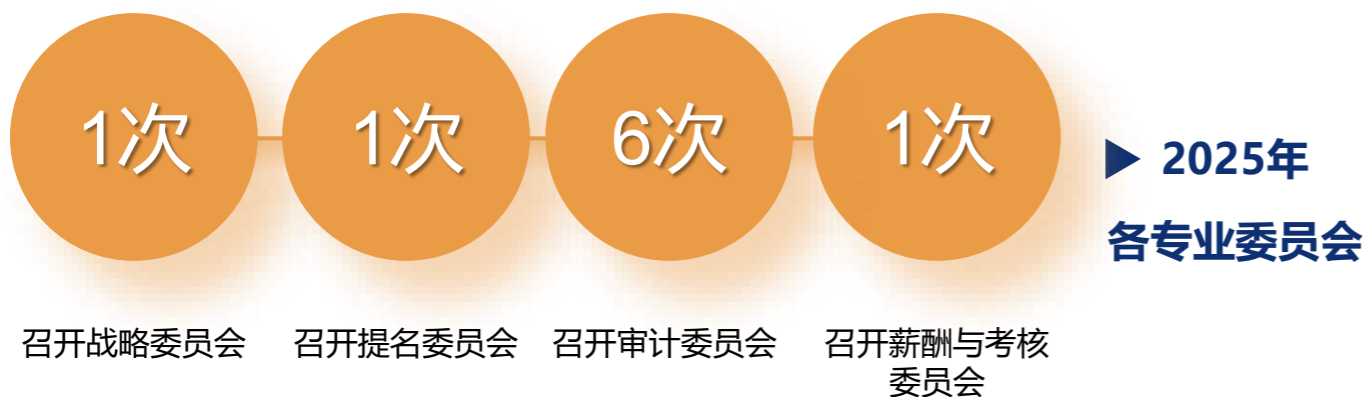 1次
1次
6次
1次
2025年
各专业委员会
召开战略委员会
召开提名委员会
召开审计委员会
召开薪酬与考核
委员会